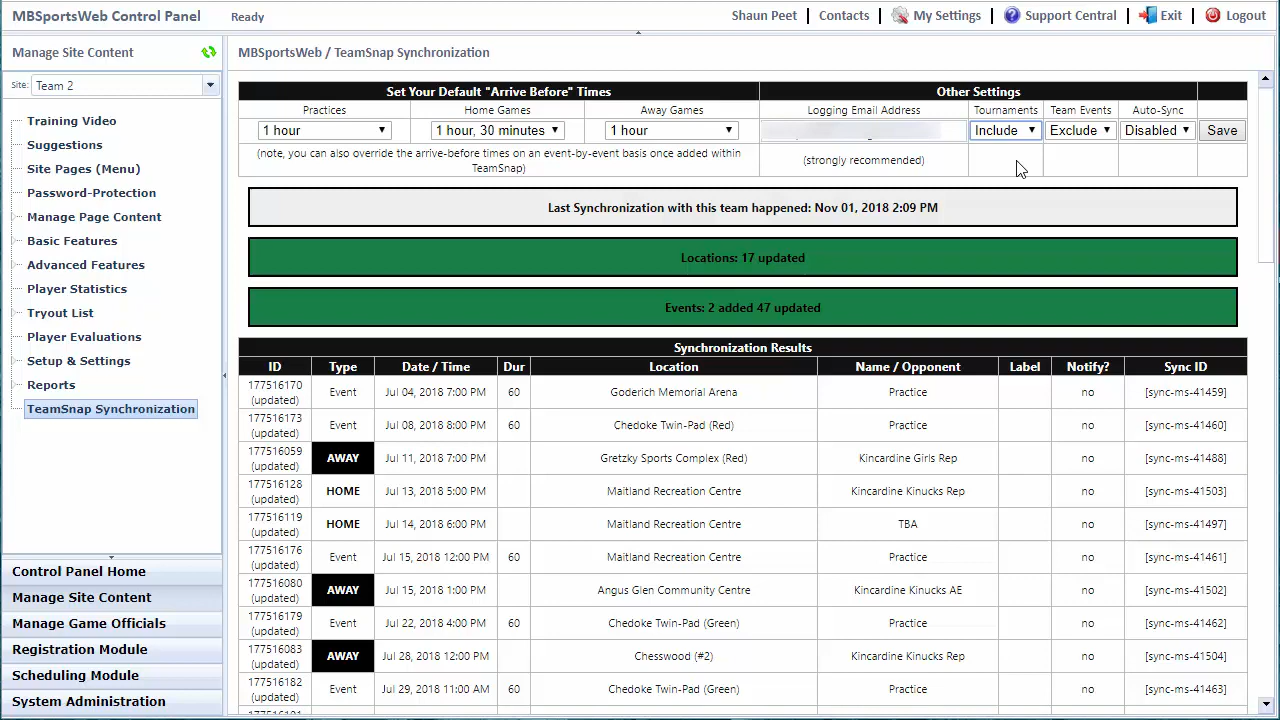 MBSportsWeb Control Panel
Ready
Shaun Peet
Contacts
My Settings
Support Central
Exit
Logout
Manage Site Content
MBSportsWeb / TeamSnap Synchronization
Site: Team 2
Training Video
Suggestions
Site Pages (Menu)
Password-Protection
Manage Page Content
Basic Features
Advanced Features
Player Statistics
Tryout List
Player Evaluations
Setup & Settings
Reports
TeamSnap Synchronization
Control Panel Home
Manage Site Content
Manage Game Officials
Registration Module
Scheduling Module
System Administration
Set Your Default "Arrive Before" Times
Other Settings
Practices Home Games Away Games Logging Email Address Tournaments Team Events Auto-Sync
1 hour 1 hour, 30 minutes 1 hour Include Exclude Disabled Save
(note, you can also override the arrive-before times on an event-by-event basis once added within
TeamSnap)
(strongly recommended)
Last Synchronization with this team happened: Nov 01, 2018 2:09 PM
Locations: 17 updated
Events: 2 added 47 updated
Synchronization Results
ID Type Date / Time Dur Location Name / Opponent Label Notify? Sync ID
177516170 (updated) Event Jul 04, 2018 7:00 PM 60 Goderich Memorial Arena Practice no [sync-ms-41459]
177516173 (updated) Event Jul 08, 2018 8:00 PM 60 Chedoke Twin-Pad (Red) Practice no [sync-ms-41460]
177516059 (updated) AWAY Jul 11, 2018 7:00 PM Gretzky Sports Complex (Red) Kincardine Girls Rep no [sync-ms-41488]
177516128 (updated) HOME Jul 13, 2018 5:00 PM Maitland Recreation Centre Kincardine Kinucks Rep no [sync-ms-41503]
177516119 (updated) HOME Jul 14, 2018 6:00 PM Maitland Recreation Centre TBA no [sync-ms-41497]
177516176 (updated) Event Jul 15, 2018 12:00 PM 60 Maitland Recreation Centre Practice no [sync-ms-41461]
177516080 (updated) AWAY Jul 15, 2018 1:00 PM Angus Glen Community Centre Kincardine Kinucks AE no [sync-ms-41502]
177516179 (updated) Event Jul 22, 2018 4:00 PM 60 Chedoke Twin-Pad (Green) Practice no [sync-ms-41462]
177516083 (updated) AWAY Jul 28, 2018 12:00 PM Chesswood (#2) Kincardine Kinucks Rep no [sync-ms-41504]
177516182 (updated) Event Jul 29, 2018 11:00 AM 60 Chedoke Twin-Pad (Green) Practice no [sync-ms-41463]